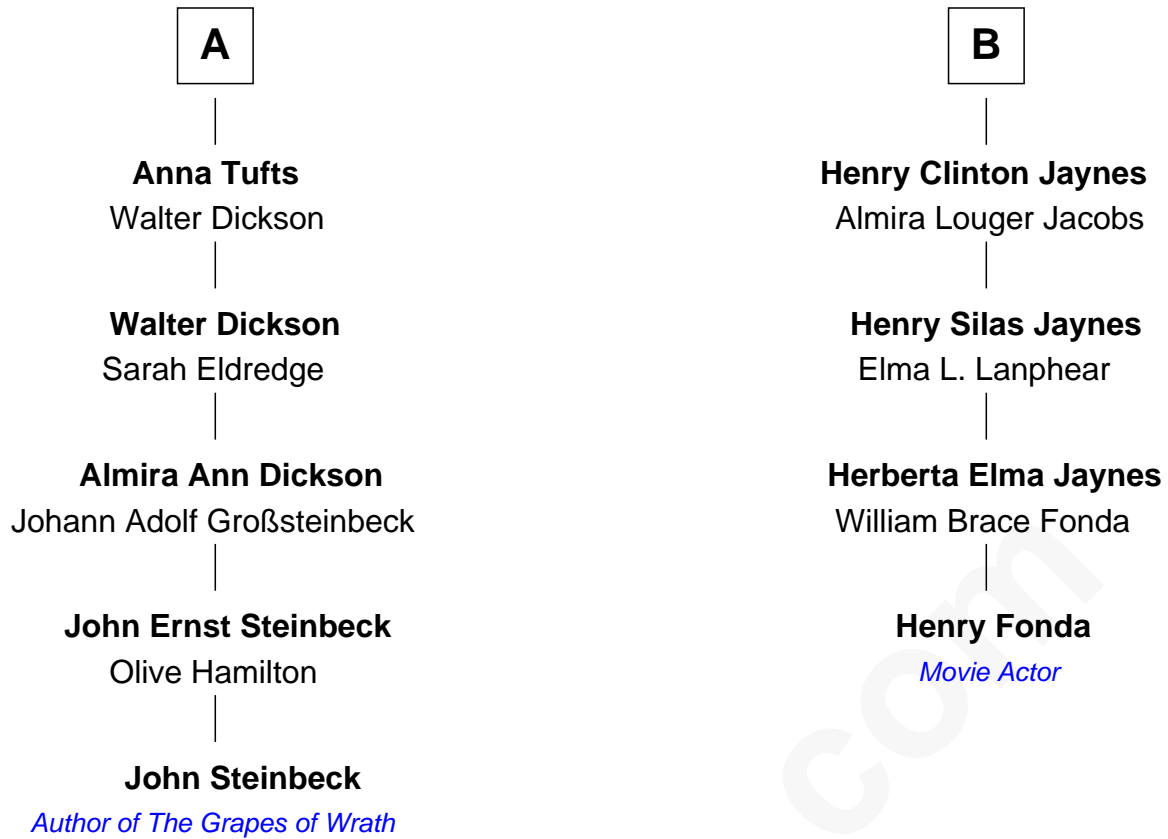 A
Anna Tufts
Walter Dickson
Walter Dickson
Sarah Eldredge
Almira Ann Dickson
Johann Adolf Großsteinbeck
John Ernst Steinbeck
Olive Hamilton
John Steinbeck
Author of The Grapes of Wrath
B
Henry Clinton Jaynes
Almira Louger Jacobs
Henry Silas Jaynes
Elma L. Lanphear
Herberta Elma Jaynes
William Brace Fonda
Henry Fonda
Movie Actor
com